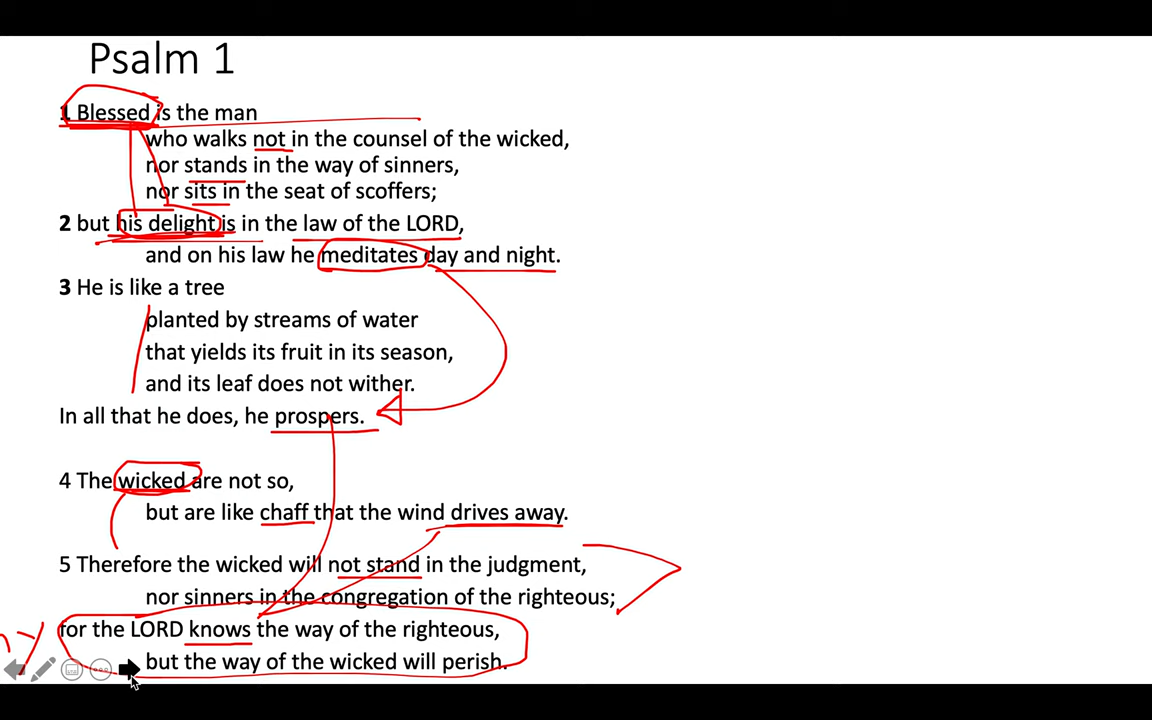 Psalm 1
1 Blessed is the man
who walks not in the counsel of the wicked,
nor stands in the way of sinners,
nor sits in the seat of scoffers;
2 but his delight is in the law of the LORD,
and on his law he meditates day and night.
3 He is like a tree
planted by streams of water
that yields its fruit in its season,
and its leaf does not wither.
In all that he does, he prospers.
4 The wicked are not so,
but are like chaff that the wind drives away.
5 Therefore the wicked will not stand in the judgment,
nor sinners in the congregation of the righteous;
for the LORD knows the way of the righteous,
but the way of the wicked will perish.